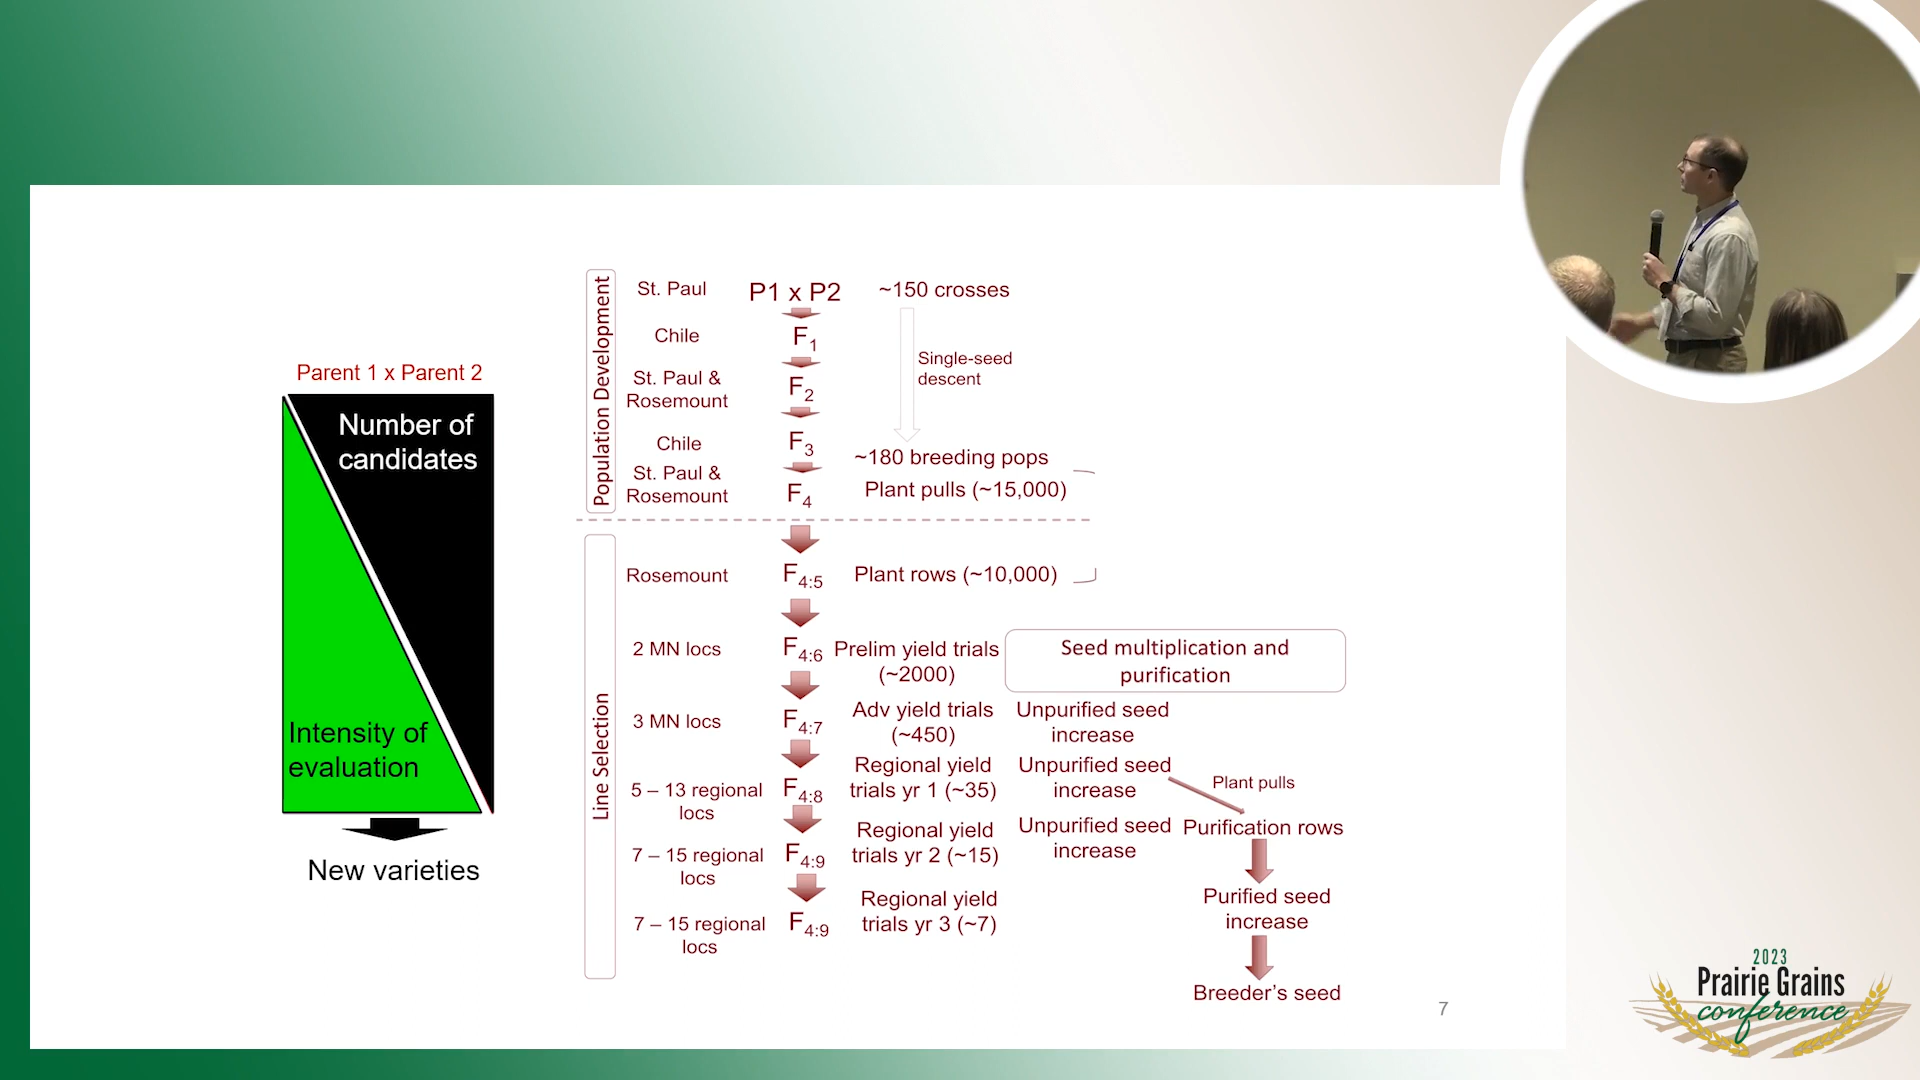 Parent 1 x Parent 2
Number of
candidates
Intensity of
evaluation
New varieties
Population Development
St. Paul
P1 x P2
~150 crosses
Chile
F1
Single-seed
descent
St. Paul &
Rosemount
F2
Chile
F3
~180 breeding pops
St. Paul &
Rosemount
F4
Plant pulls (~15,000)
Line Selection
Rosemount
F4:5
Plant rows (~10,000)
2 MN locs
F4:6
Prelim yield trials
(~2000)
Seed multiplication and
purification
3 MN locs
F4:7
Adv yield trials
(~450)
Unpurified seed
increase
5 – 13 regional
locs
F4:8
Regional yield
trials yr 1 (~35)
Unpurified seed
increase
Plant pulls
7 – 15 regional
locs
F4:9
Regional yield
trials yr 2 (~15)
Unpurified seed
increase
Purification rows
7 – 15 regional
locs
F4:9
Regional yield
trials yr 3 (~7)
Purified seed
increase
Breeder's seed
7
2023
Prairie Grains
conference